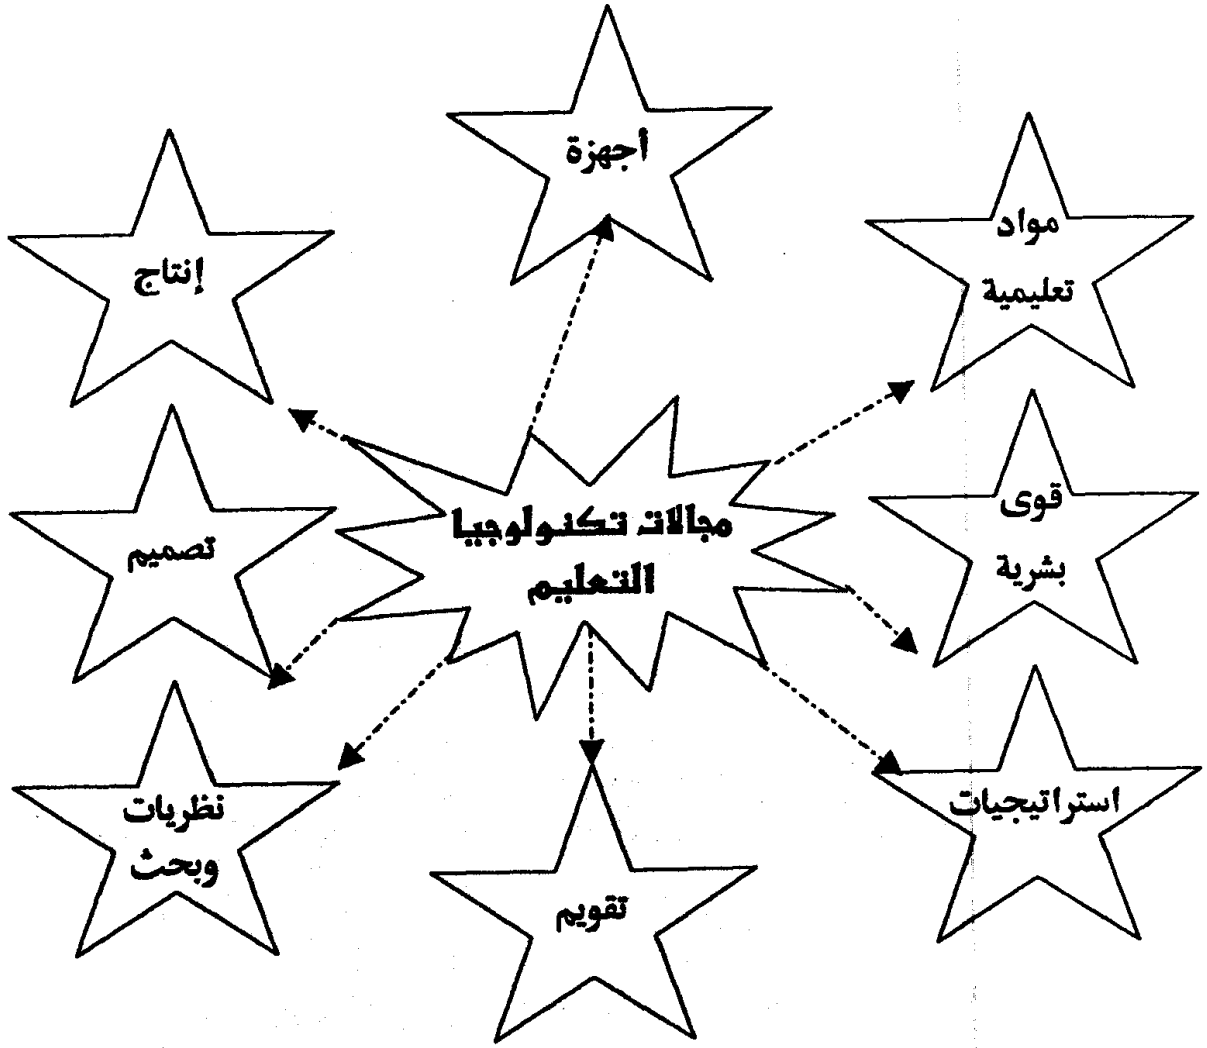 أجهزة
مواد
تعليمية
إنتاج
قوى
بشرية
مجالات تكنولوجيا
التعليم
تصميم
استراتيجيات
نظريات
وبحث
تقويم